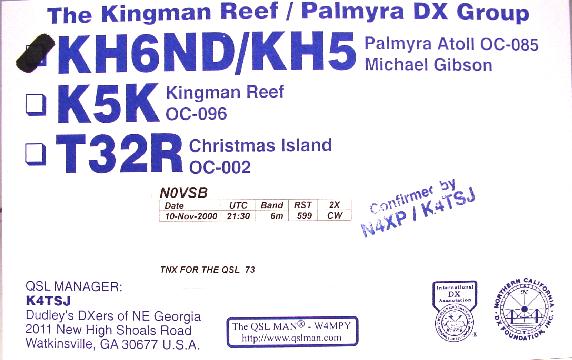 The Kingman Reef / Palmyra DX Group
KH6ND/KH5 Palmyra Atoll OC-085
Michael Gibson
K5K Kingman Reef
OC-096
T32R Christmas Island
OC-002
N0VSB
Date UTC Band RST 2X
10-Nov-2000 21:30 6m 599 CW
Confirmed by
N4XP / K4TSJ
TNX FOR THE QSL 73
QSL MANAGER:
K4TSJ
Dudley's DXers of NE Georgia
2011 New High Shoals Road
Watkinsville, GA 30677 U.S.A.
The QSL MAN® - W4MPY
http://www.qslman.com
International
DX
Association
NORTHERN CALIFORNIA
DX FOUNDATION, INC.